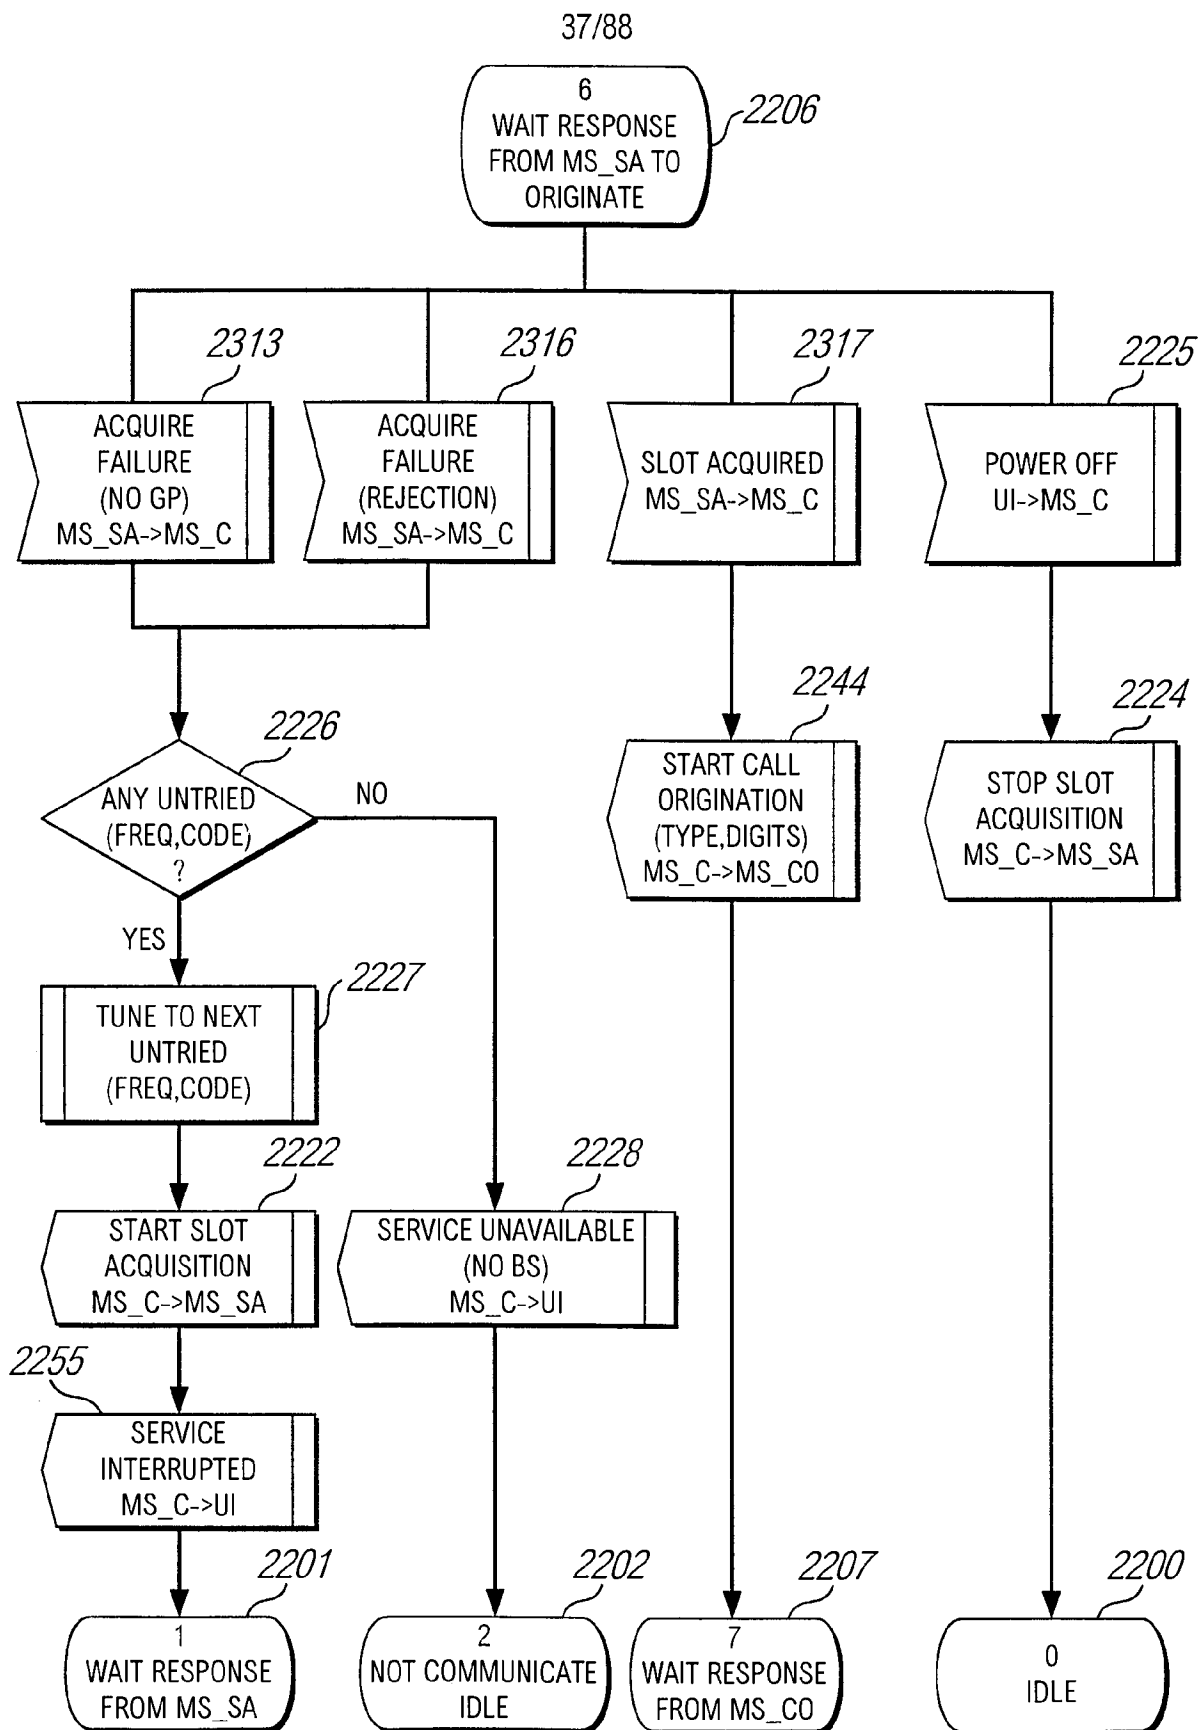 37/88
6
WAIT RESPONSE
FROM MS_SA TO
ORIGINATE
2206
2313
ACQUIRE
FAILURE
(NO GP)
MS_SA->MS_C
2316
ACQUIRE
FAILURE
(REJECTION)
MS_SA->MS_C
2317
SLOT ACQUIRED
MS_SA->MS_C
2225
POWER OFF
UI->MS_C
2226
ANY UNTRIED
(FREQ,CODE)
?
NO
YES
2244
START CALL
ORIGINATION
(TYPE,DIGITS)
MS_C->MS_CO
2224
STOP SLOT
ACQUISITION
MS_C->MS_SA
2227
TUNE TO NEXT
UNTRIED
(FREQ,CODE)
2222
START SLOT
ACQUISITION
MS_C->MS_SA
2228
SERVICE UNAVAILABLE
(NO BS)
MS_C->UI
2255
SERVICE
INTERRUPTED
MS_C->UI
2201
1
WAIT RESPONSE
FROM MS_SA
2202
2
NOT COMMUNICATE
IDLE
2207
7
WAIT RESPONSE
FROM MS_CO
2200
0
IDLE